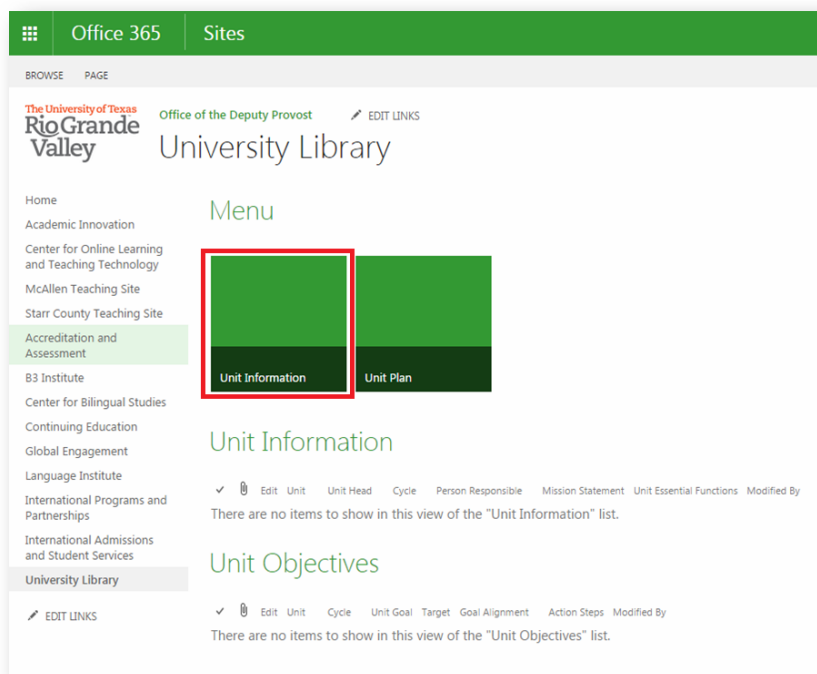 Office 365 Sites
BROWSE PAGE
The University of Texas
Rio Grande
Valley
Office of the Deputy Provost EDIT LINKS
University Library
Home
Academic Innovation
Center for Online Learning
and Teaching Technology
McAllen Teaching Site
Starr County Teaching Site
Accreditation and
Assessment
B3 Institute
Center for Bilingual Studies
Continuing Education
Global Engagement
Language Institute
International Programs and
Partnerships
International Admissions
and Student Services
University Library
EDIT LINKS
Menu
Unit Information Unit Plan
Unit Information
Edit Unit Unit Head Cycle Person Responsible Mission Statement Unit Essential Functions Modified By
There are no items to show in this view of the "Unit Information" list.
Unit Objectives
Edit Unit Cycle Unit Goal Target Goal Alignment Action Steps Modified By
There are no items to show in this view of the "Unit Objectives" list.